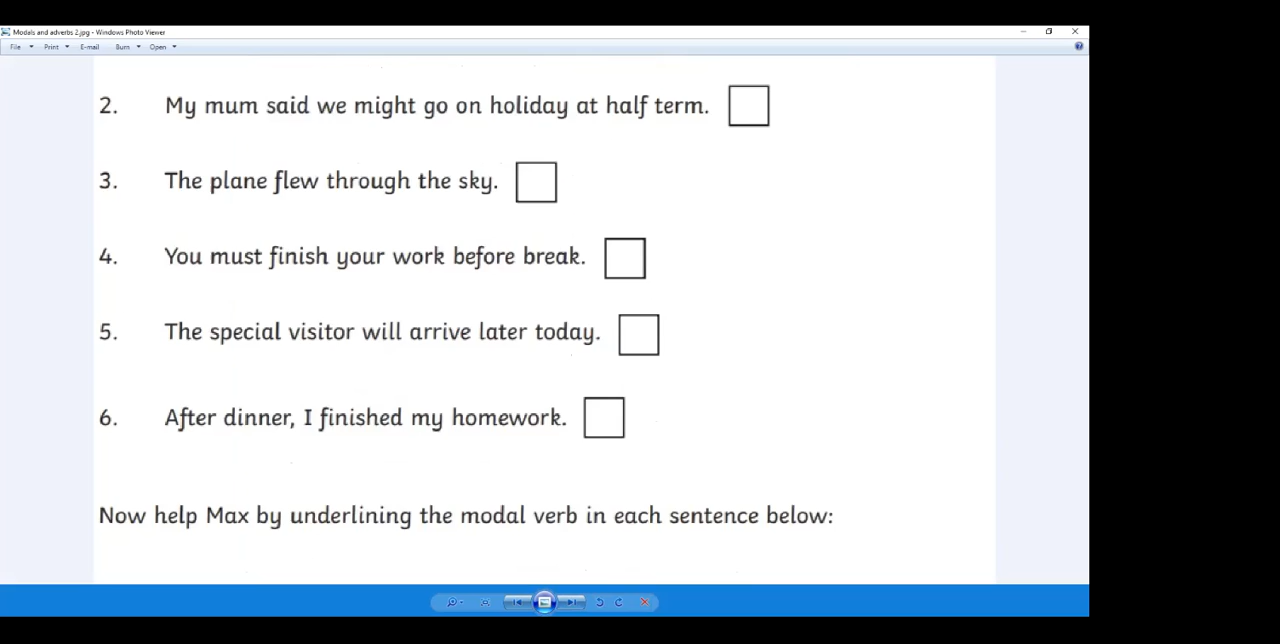 Modals and adverbs 2.jpg - Windows Photo Viewer
File Print E-mail Burn Open
2. My mum said we might go on holiday at half term.
3. The plane flew through the sky.
4. You must finish your work before break.
5. The special visitor will arrive later today.
6. After dinner, I finished my homework.
Now help Max by underlining the modal verb in each sentence below: